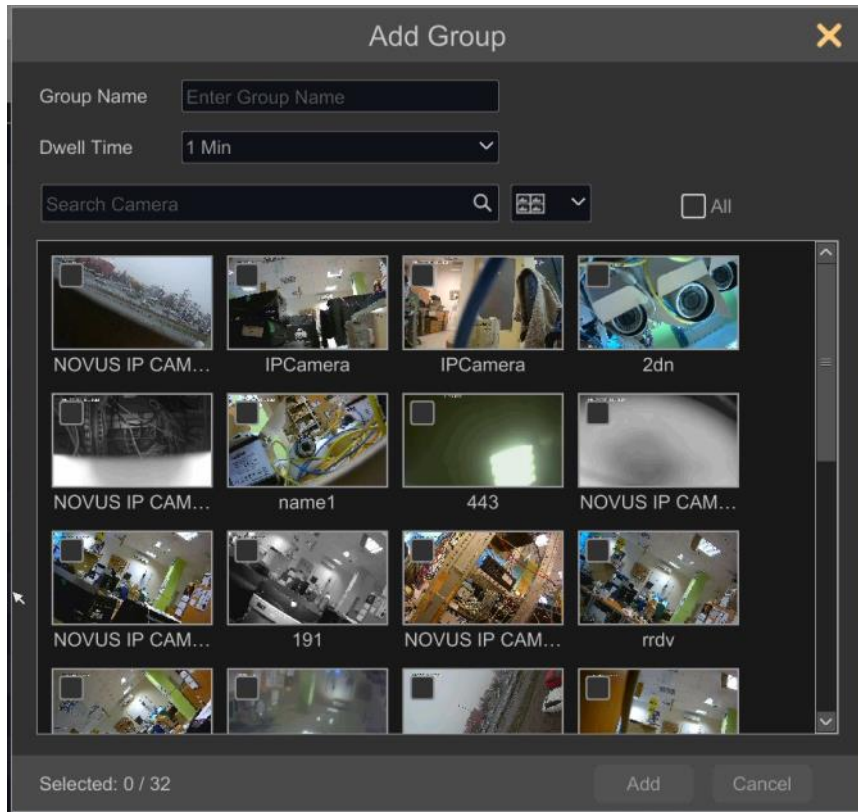 Add Group
Group Name Enter Group Name
Dwell Time 1 Min
Search Camera All
NOVUS IP CAM... IPCamera IPCamera 2dn
NOVUS IP CAM... name1 443 NOVUS IP CAM...
NOVUS IP CAM... 191 NOVUS IP CAM... rrdv
Selected: 0 / 32 Add Cancel